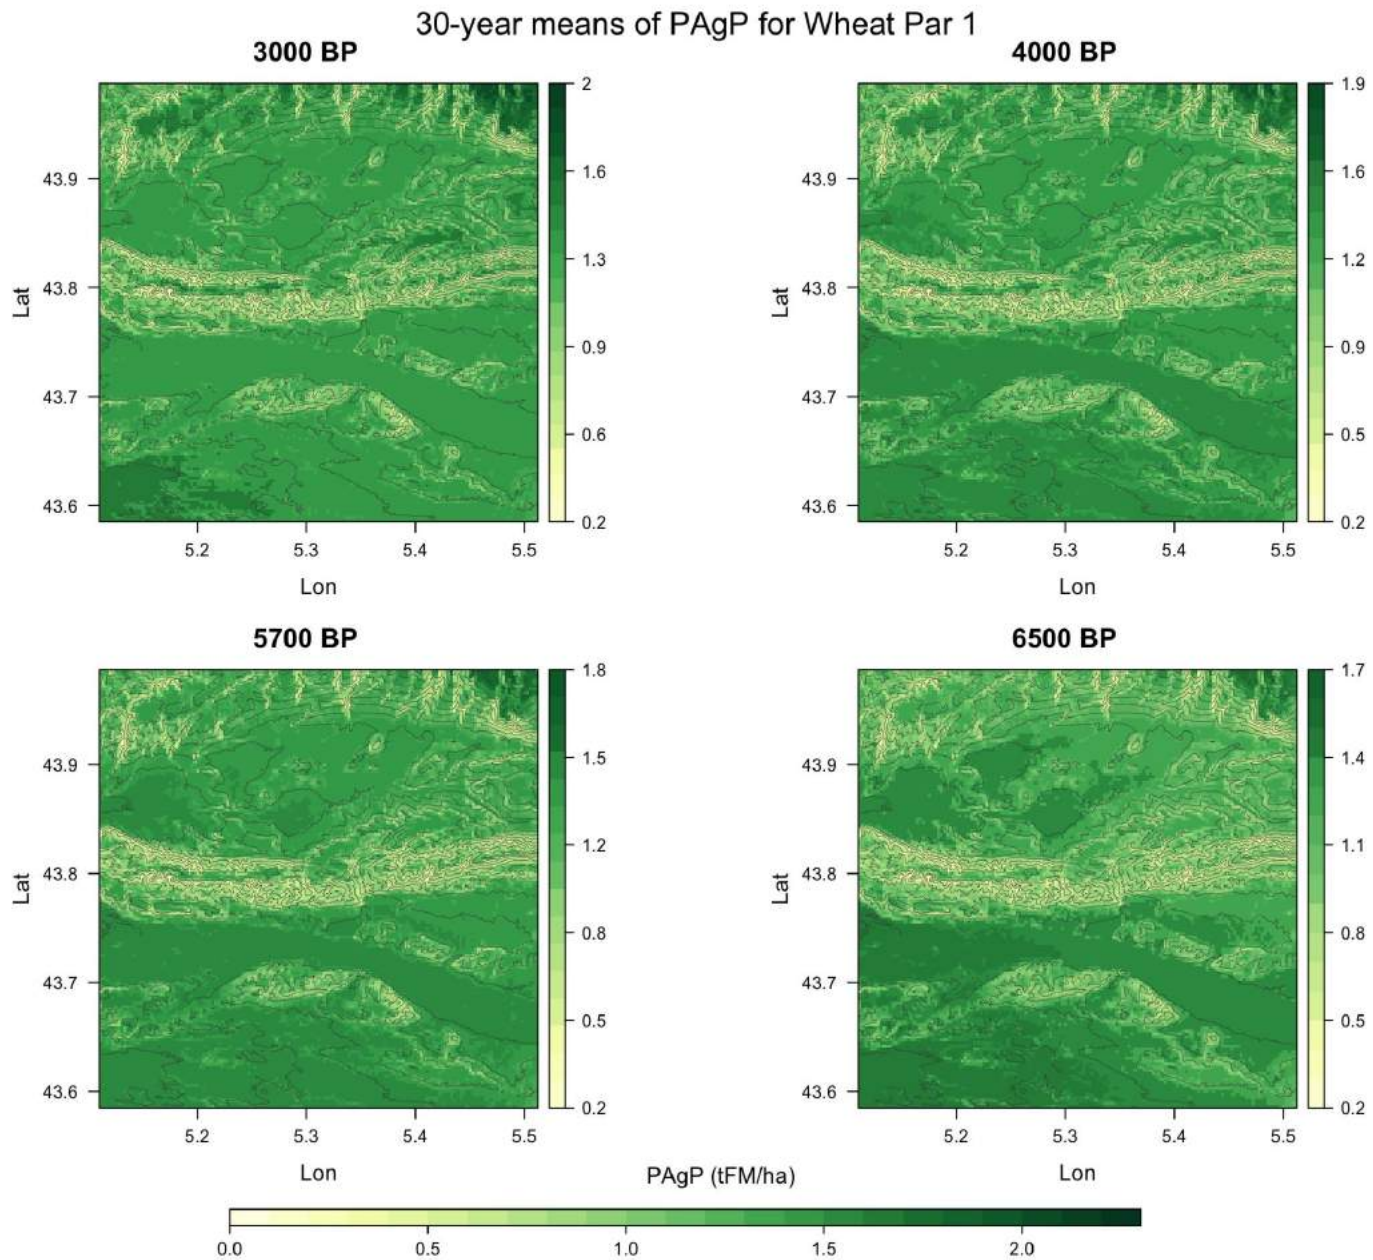 30-year means of PAgP for Wheat Par 1
3000 BP
4000 BP
2
1.6
1.3
0.9
0.6
0.2
1.9
1.6
1.2
0.9
0.5
0.2
Lat
43.9
43.8
43.7
43.6
Lat
43.9
43.8
43.7
43.6
5.2 5.3 5.4 5.5
5.2 5.3 5.4 5.5
Lon
Lon
5700 BP
6500 BP
1.8
1.5
1.2
0.8
0.5
0.2
1.7
1.4
1.1
0.8
0.5
0.2
Lat
43.9
43.8
43.7
43.6
Lat
43.9
43.8
43.7
43.6
5.2 5.3 5.4 5.5
5.2 5.3 5.4 5.5
Lon
Lon
PAgP (tFM/ha)
0.0 0.5 1.0 1.5 2.0